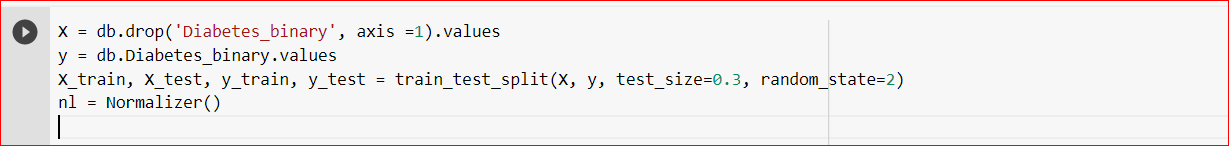 X = db.drop('Diabetes_binary', axis =1).values
y = db.Diabetes_binary.values
X_train, X_test, y_train, y_test = train_test_split(X, y, test_size=0.3, random_state=2)
nl = Normalizer()